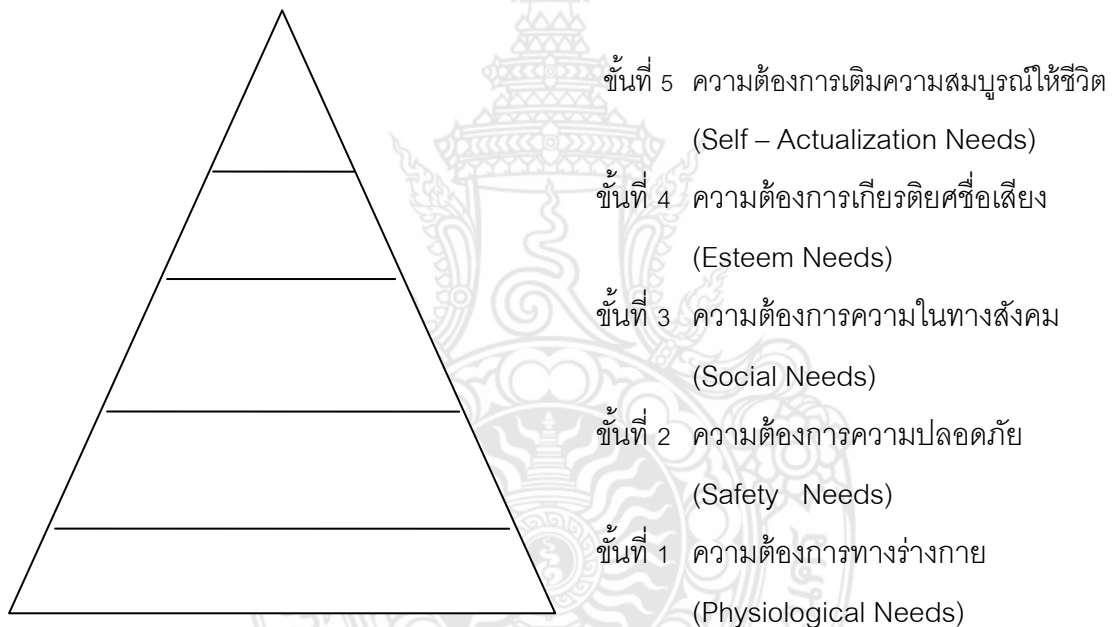 ขั้นที่ 5 ความต้องการเติมความสมบูรณ์ให้ชีวิต
(Self – Actualization Needs)
ขั้นที่ 4 ความต้องการเกียรติยศชื่อเสียง
(Esteem Needs)
ขั้นที่ 3 ความต้องการความในทางสังคม
(Social Needs)
ขั้นที่ 2 ความต้องการความปลอดภัย
(Safety Needs)
ขั้นที่ 1 ความต้องการทางร่างกาย
(Physiological Needs)